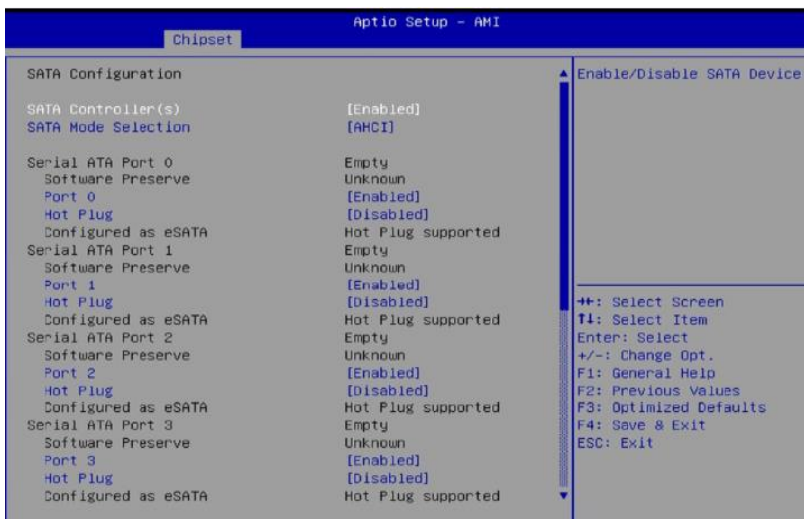 Aptio Setup – AMI
Chipset
SATA Configuration
SATA Controller(s) [Enabled]
SATA Mode Selection [AHCI]
Serial ATA Port 0 Empty
Software Preserve Unknown
Port 0 [Enabled]
Hot Plug [Disabled]
Configured as eSATA Hot Plug supported
Serial ATA Port 1 Empty
Software Preserve Unknown
Port 1 [Enabled]
Hot Plug [Disabled]
Configured as eSATA Hot Plug supported
Serial ATA Port 2 Empty
Software Preserve Unknown
Port 2 [Enabled]
Hot Plug [Disabled]
Configured as eSATA Hot Plug supported
Serial ATA Port 3 Empty
Software Preserve Unknown
Port 3 [Enabled]
Hot Plug [Disabled]
Configured as eSATA Hot Plug supported
Enable/Disable SATA Device
→←: Select Screen
↑↓: Select Item
Enter: Select
+/-: Change Opt.
F1: General Help
F2: Previous Values
F3: Optimized Defaults
F4: Save & Exit
ESC: Exit